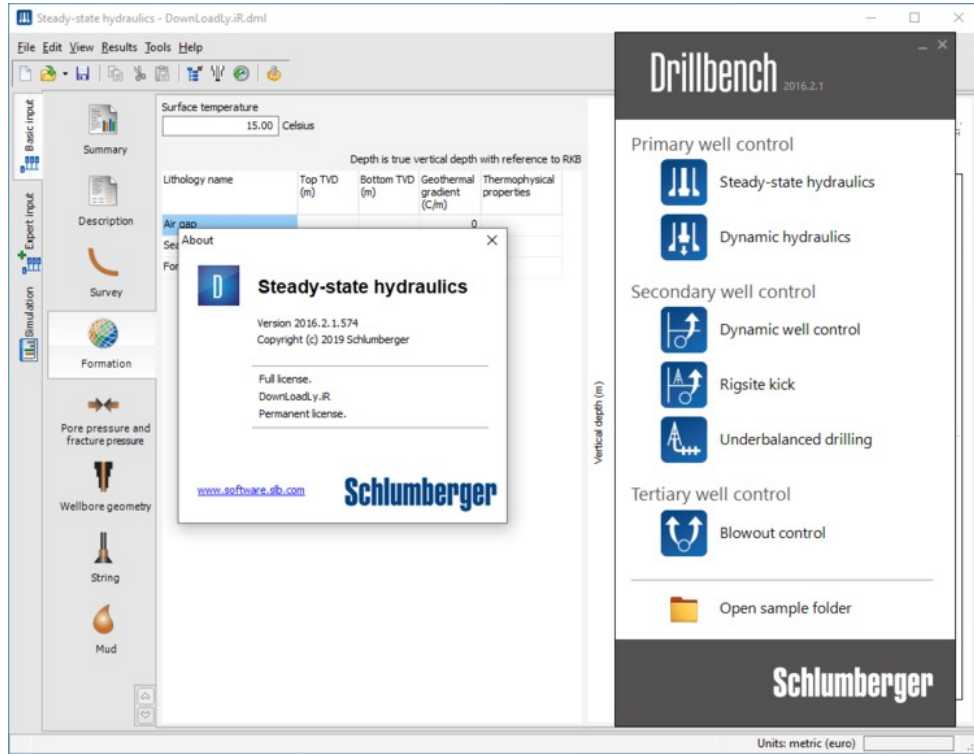 Steady-state hydraulics - DownLoadLy.iR.dml
File Edit View Results Tools Help
Basic input
Expert input
Simulation
Summary
Description
Survey
Formation
Pore pressure and
fracture pressure
Wellbore geometry
String
Mud
Surface temperature
15.00 Celsius
Depth is true vertical depth with reference to RKB
Lithology name Top TVD (m) Bottom TVD (m) Geothermal gradient (C/m) Thermophysical properties
Air gap 0
About
Steady-state hydraulics
Version 2016.2.1.574
Copyright (c) 2019 Schlumberger
Full license.
DownLoadLy.iR
Permanent license.
www.software.slb.com
Schlumberger
Vertical depth (m)
Drillbench 2016.2.1
Primary well control
Steady-state hydraulics
Dynamic hydraulics
Secondary well control
Dynamic well control
Rigsite kick
Underbalanced drilling
Tertiary well control
Blowout control
Open sample folder
Schlumberger
Units: metric (euro)